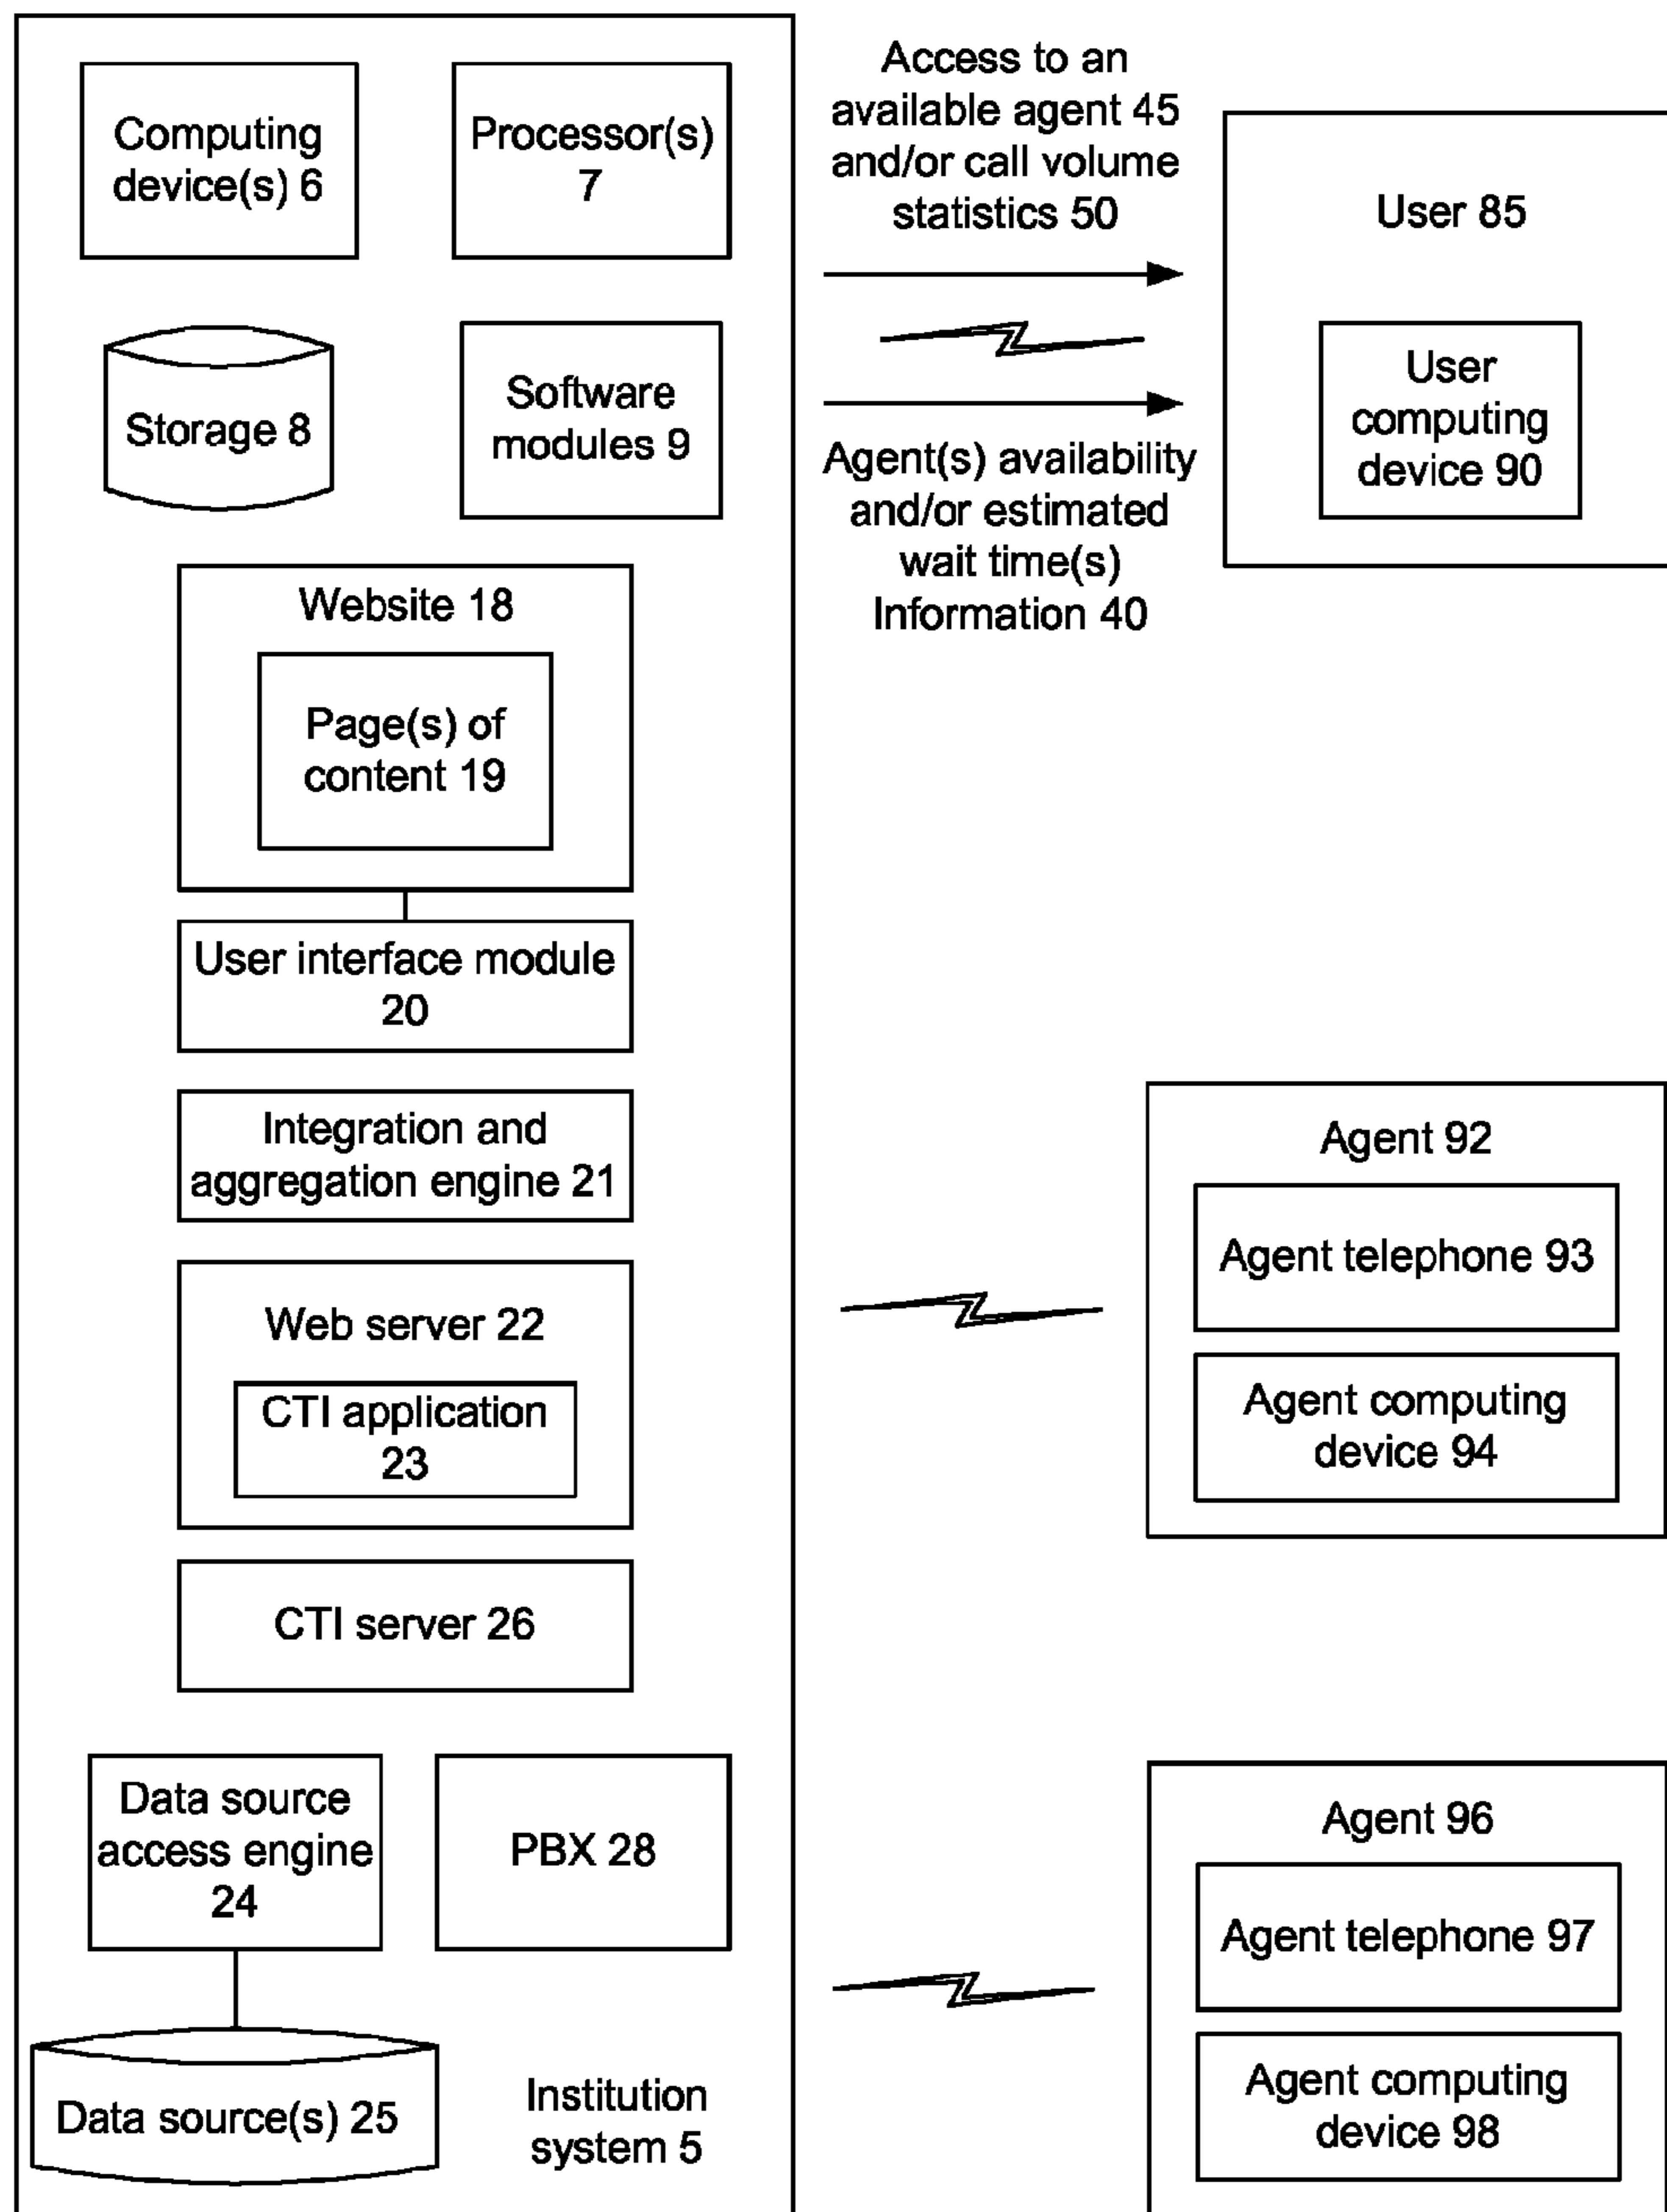 Computing
device(s) 6
Processor(s)
7
Storage 8
Software
modules 9
Website 18
Page(s) of
content 19
User interface module
20
Integration and
aggregation engine 21
Web server 22
CTI application
23
CTI server 26
Data source
access engine
24
PBX 28
Data source(s) 25
Institution
system 5
Access to an
available agent 45
and/or call volume
statistics 50
Agent(s) availability
and/or estimated
wait time(s)
Information 40
User 85
User
computing
device 90
Agent 92
Agent telephone 93
Agent computing
device 94
Agent 96
Agent telephone 97
Agent computing
device 98